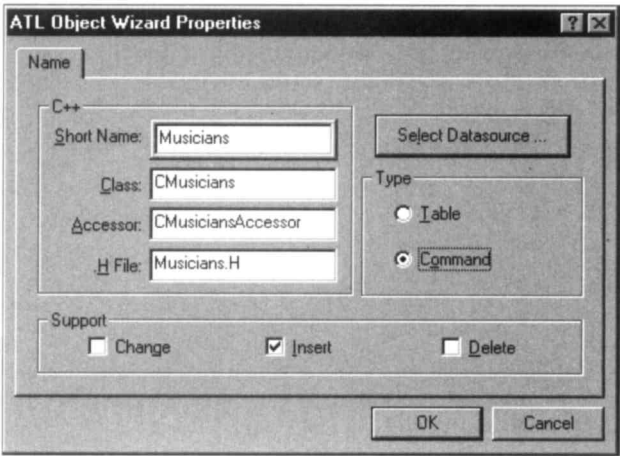 ATL Object Wizard Properties
Name
C++
Short Name: Musicians
Class: CMusicians
Accessor: CMusiciansAccessor
.H File: Musicians.H
Select Datasource ...
Type
Table
Command
Support
Change
Insert
Delete
OK
Cancel